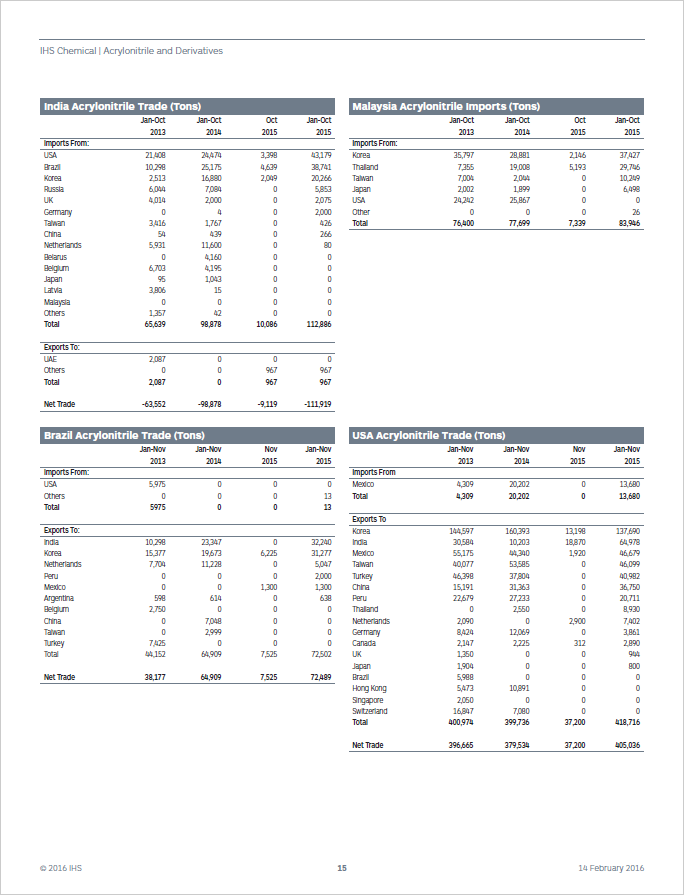 IHS Chemical | Acrylonitrile and Derivatives
India Acrylonitrile Trade (Tons)
Jan-Oct Jan-Oct Oct Jan-Oct
2013 2014 2015 2015
Imports From:
USA 21,408 24,474 3,398 43,179
Brazil 10,298 25,175 4,639 38,741
Korea 2,513 16,880 2,049 20,266
Russia 6,044 7,084 0 5,853
UK 4,014 2,000 0 2,075
Germany 0 4 0 2,000
Taiwan 3,416 1,767 0 426
China 54 439 0 266
Netherlands 5,931 11,600 0 80
Belarus 0 4,160 0 0
Belgium 6,703 4,195 0 0
Japan 95 1,043 0 0
Latvia 3,806 15 0 0
Malaysia 0 0 0 0
Others 1,357 42 0 0
Total 65,639 98,878 10,086 112,886
Exports To:
UAE 2,087 0 0 0
Others 0 0 967 967
Total 2,087 0 967 967
Net Trade -63,552 -98,878 -9,119 -111,919
Malaysia Acrylonitrile Imports (Tons)
Jan-Oct Jan-Oct Oct Jan-Oct
2013 2014 2015 2015
Imports From:
Korea 35,797 28,881 2,146 37,427
Thailand 7,355 19,008 5,193 29,746
Taiwan 7,004 2,044 0 10,249
Japan 2,002 1,899 0 6,498
USA 24,242 25,867 0 0
Other 0 0 0 26
Total 76,400 77,699 7,339 83,946
Brazil Acrylonitrile Trade (Tons)
Jan-Nov Jan-Nov Nov Jan-Nov
2013 2014 2015 2015
Imports From:
USA 5,975 0 0 0
Others 0 0 0 13
Total 5975 0 0 13
Exports To:
India 10,298 23,347 0 32,240
Korea 15,377 19,673 6,225 31,277
Netherlands 7,704 11,228 0 5,047
Peru 0 0 0 2,000
Mexico 0 0 1,300 1,300
Argentina 598 614 0 638
Belgium 2,750 0 0 0
China 0 7,048 0 0
Taiwan 0 2,999 0 0
Turkey 7,425 0 0 0
Total 44,152 64,909 7,525 72,502
Net Trade 38,177 64,909 7,525 72,489
USA Acrylonitrile Trade (Tons)
Jan-Nov Jan-Nov Nov Jan-Nov
2013 2014 2015 2015
Imports From
Mexico 4,309 20,202 0 13,680
Total 4,309 20,202 0 13,680
Exports To
Korea 144,597 160,393 13,198 137,690
India 30,584 10,203 18,870 64,978
Mexico 55,175 44,340 1,920 46,679
Taiwan 40,077 53,585 0 46,099
Turkey 46,398 37,804 0 40,982
China 15,191 31,363 0 36,750
Peru 22,679 27,233 0 20,711
Thailand 0 2,550 0 8,930
Netherlands 2,090 0 2,900 7,402
Germany 8,424 12,069 0 3,861
Canada 2,147 2,225 312 2,890
UK 1,350 0 0 944
Japan 1,904 0 0 800
Brazil 5,988 0 0 0
Hong Kong 5,473 10,891 0 0
Singapore 2,050 0 0 0
Switzerland 16,847 7,080 0 0
Total 400,974 399,736 37,200 418,716
Net Trade 396,665 379,534 37,200 405,036
© 2016 IHS 15 14 February 2016